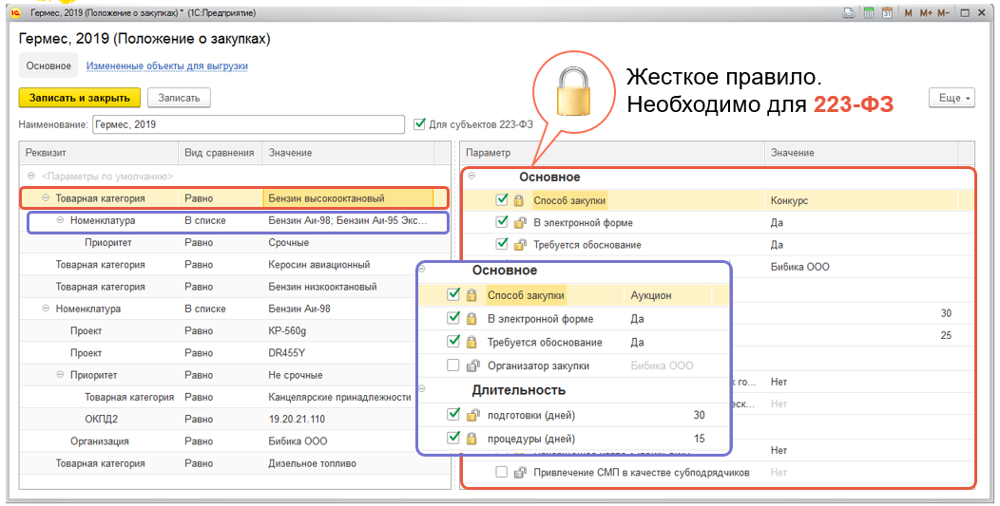 Гермес, 2019 (Положение о закупках) * (1С:Предприятие)
M M+ M-
Гермес, 2019 (Положение о закупках)
Основное Измененные объекты для выгрузки
Жесткое правило.
Необходимо для 223-ФЗ
Записать и закрыть Записать Еще
Наименование: Гермес, 2019 Для субъектов 223-ФЗ
Реквизит Вид сравнения Значение
<Параметры по умолчанию>
Товарная категория Равно Бензин высокооктановый
Номенклатура В списке Бензин Аи-98; Бензин Аи-95 Экс...
Приоритет Равно Срочные
Товарная категория Равно Керосин авиационный
Товарная категория Равно Бензин низкооктановый
Номенклатура В списке Бензин Аи-98
Проект Равно КР-560g
Проект Равно DR455Y
Приоритет Равно Не срочные
Товарная категория Равно Канцелярские принадлежности
ОКПД2 Равно 19.20.21.110
Организация Равно Бибика ООО
Товарная категория Равно Дизельное топливо
Параметр Значение
Основное
Способ закупки Конкурс
В электронной форме Да
Требуется обоснование Да
Бибика ООО
30
25
го... Нет
еск... Нет
Нет
Привлечение СМП в качестве субподрядчиков Нет
Основное
Способ закупки Аукцион
В электронной форме Да
Требуется обоснование Да
Организатор закупки Бибика ООО
Длительность
подготовки (дней) 30
процедуры (дней) 15